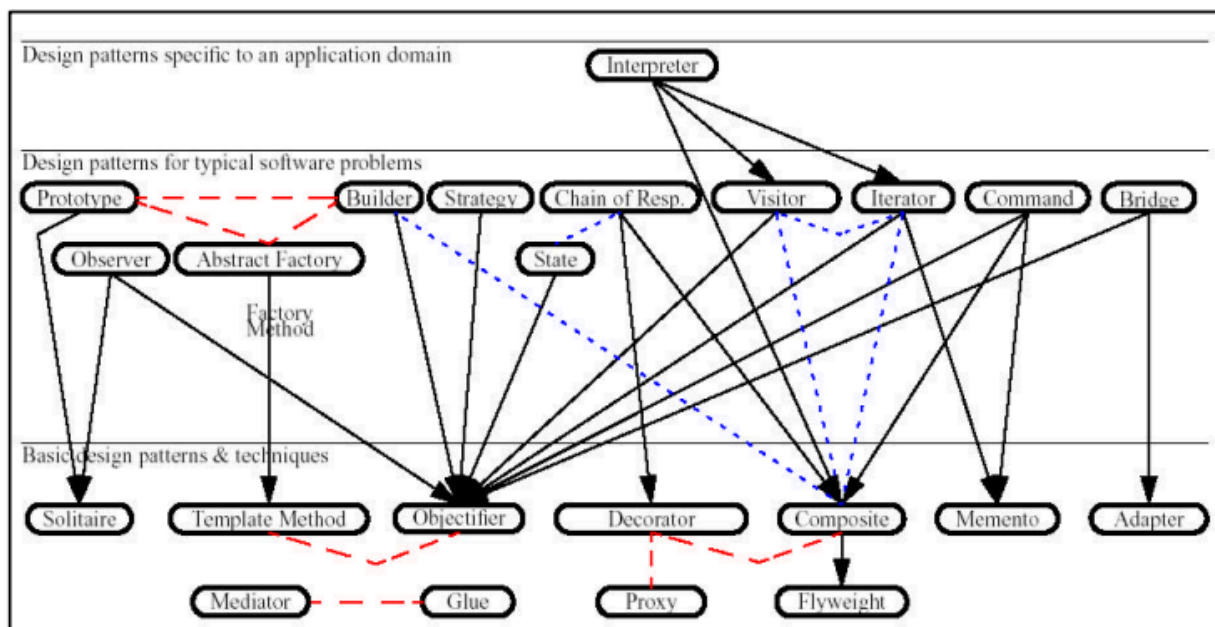 Design patterns specific to an application domain
Interpreter
Design patterns for typical software problems
Prototype
Builder
Strategy
Chain of Resp.
Visitor
Iterator
Command
Bridge
Observer
Abstract Factory
State
Factory
Method
Basic design patterns & techniques
Solitaire
Template Method
Objectifier
Decorator
Composite
Memento
Adapter
Mediator
Glue
Proxy
Flyweight